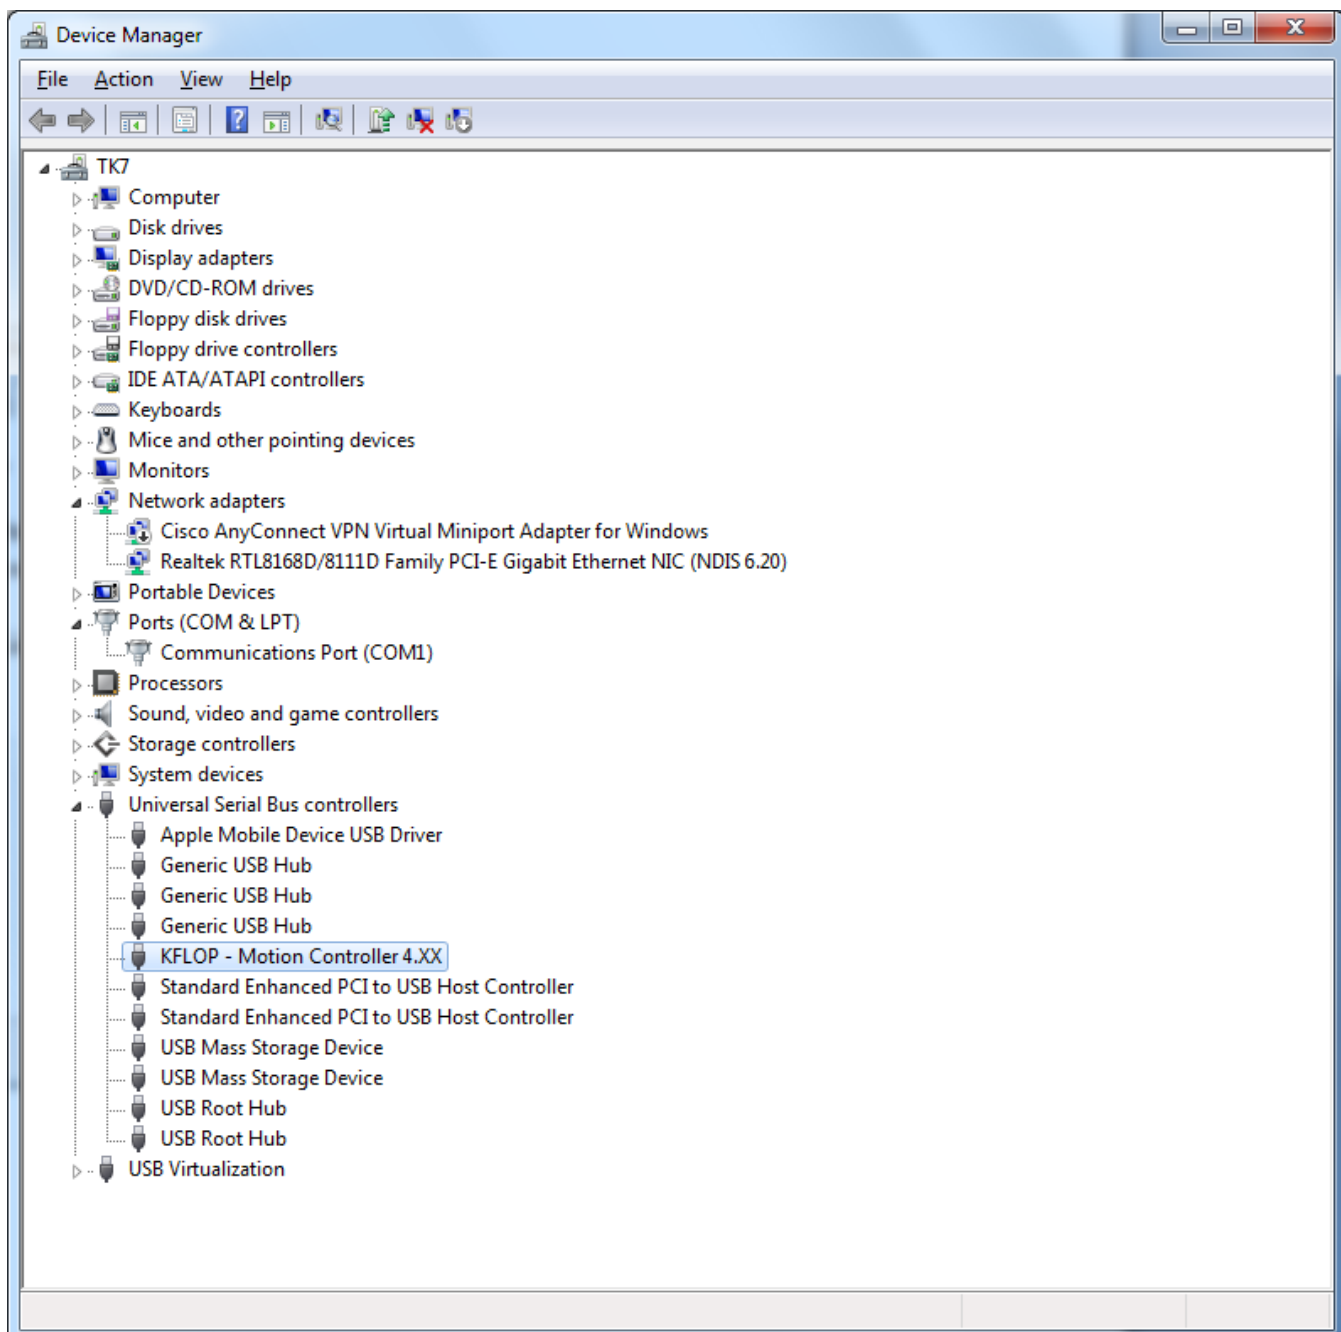 Device Manager
File Action View Help
TK7
Computer
Disk drives
Display adapters
DVD/CD-ROM drives
Floppy disk drives
Floppy drive controllers
IDE ATA/ATAPI controllers
Keyboards
Mice and other pointing devices
Monitors
Network adapters
Cisco AnyConnect VPN Virtual Miniport Adapter for Windows
Realtek RTL8168D/8111D Family PCI-E Gigabit Ethernet NIC (NDIS 6.20)
Portable Devices
Ports (COM & LPT)
Communications Port (COM1)
Processors
Sound, video and game controllers
Storage controllers
System devices
Universal Serial Bus controllers
Apple Mobile Device USB Driver
Generic USB Hub
Generic USB Hub
Generic USB Hub
KFLOP - Motion Controller 4.XX
Standard Enhanced PCI to USB Host Controller
Standard Enhanced PCI to USB Host Controller
USB Mass Storage Device
USB Mass Storage Device
USB Root Hub
USB Root Hub
USB Virtualization